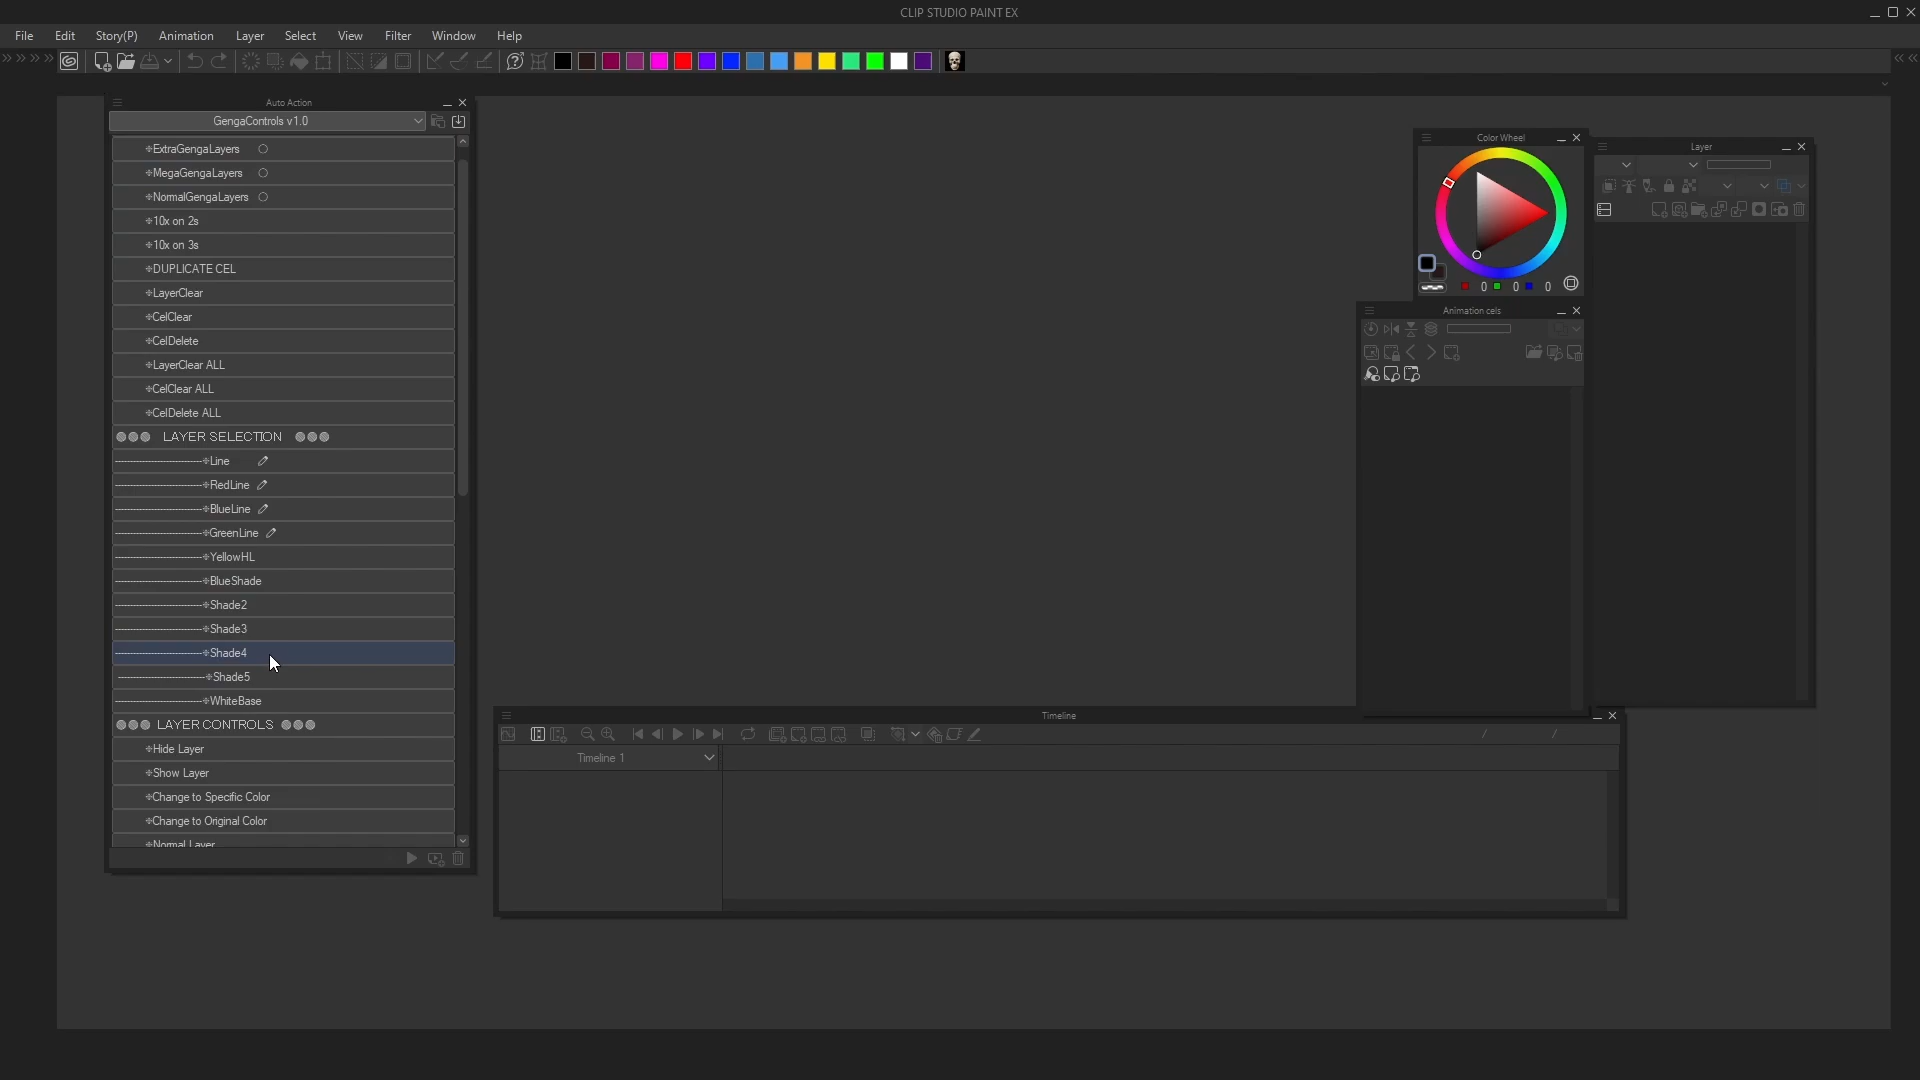 CLIP STUDIO PAINT EX
File Edit Story(P) Animation Layer Select View Filter Window Help
Auto Action
GengaControls v1.0
÷ExtraGengaLayers
÷MegaGengaLayers
÷NormalGengaLayers
÷10x on 2s
÷10x on 3s
÷DUPLICATE CEL
÷LayerClear
÷CelClear
÷CelDelete
÷LayerClear ALL
÷CelClear ALL
÷CelDelete ALL
LAYER SELECTION
÷Line
÷RedLine
÷BlueLine
÷GreenLine
÷YellowHL
÷BlueShade
÷Shade2
÷Shade3
÷Shade4
÷Shade5
÷WhiteBase
LAYER CONTROLS
÷Hide Layer
÷Show Layer
÷Change to Specific Color
÷Change to Original Color
÷Normal Layer
Color Wheel
0 0 0
Layer
Animation cels
Timeline
/ /
Timeline 1